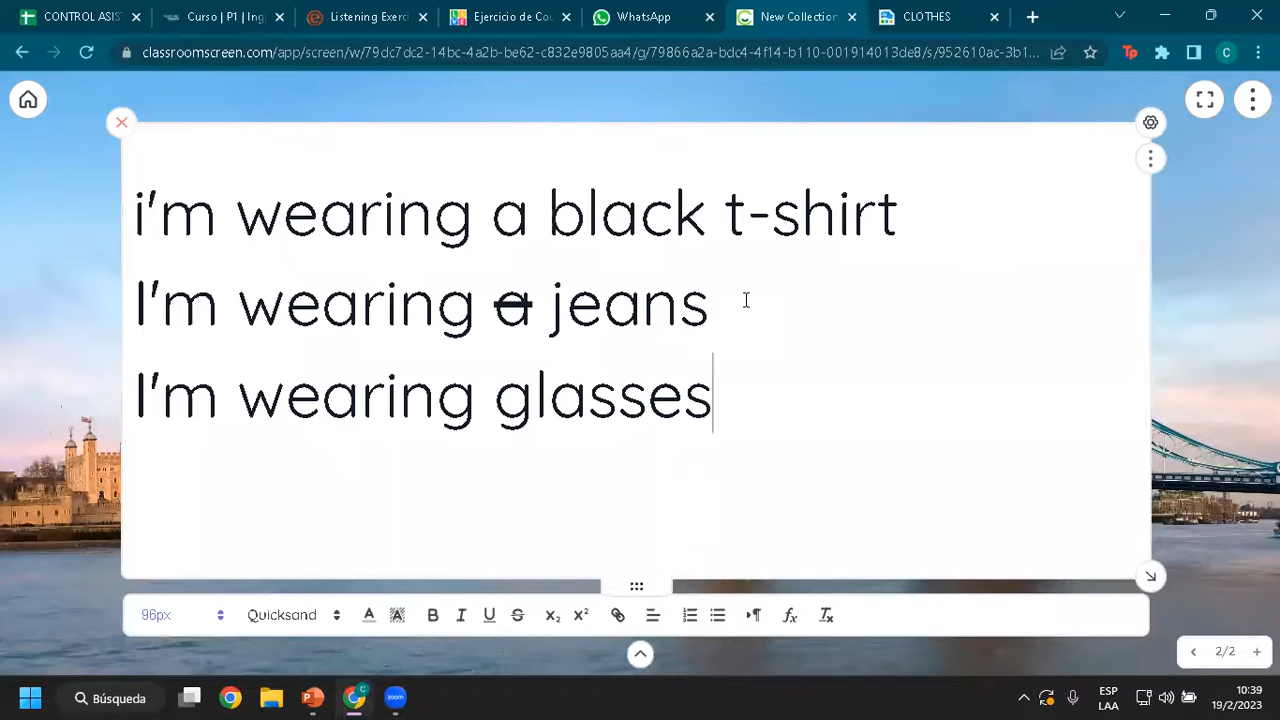 CONTROL ASIS
Curso | P1 | Ing
Listening Exerci
Ejercicio de Cou
WhatsApp
New Collection
CLOTHES
classroomscreen.com/app/screen/w/79dc7dc2-14bc-4a2b-be62-c832e9805aa4/g/79866a2a-bdc4-4f14-b110-001914013de8/s/952610ac-3b1...
i'm wearing a black t-shirt
I'm wearing a jeans
I'm wearing glasses
96px
Quicksand
2/2
Búsqueda
ESP
LAA
10:39
19/2/2023